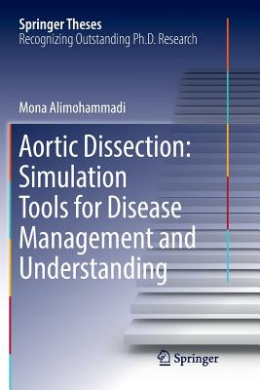 Springer Theses
Recognizing Outstanding Ph.D. Research
Mona Alimohammadi
Aortic Dissection:
Simulation
Tools for Disease
Management and
Understanding
Springer